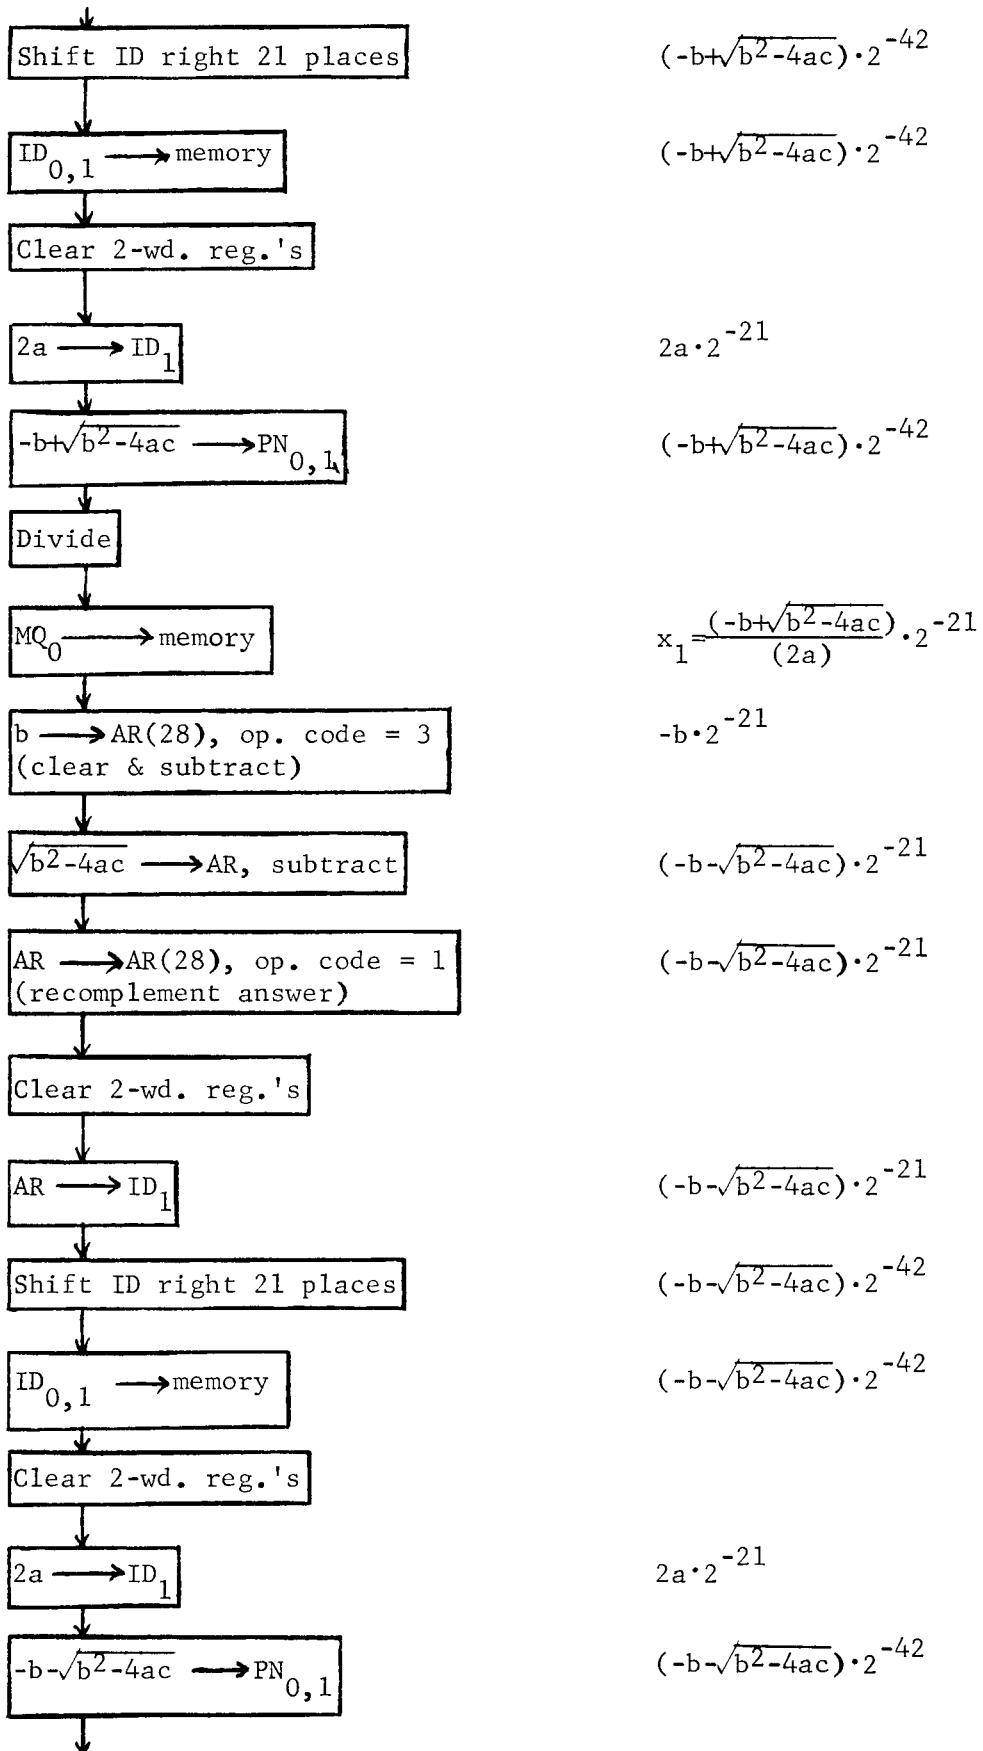 Shift ID right 21 places (-b+√b²-4ac)·2⁻⁴²
ID₀,₁ → memory (-b+√b²-4ac)·2⁻⁴²
Clear 2-wd. reg.'s
2a → ID₁ 2a·2⁻²¹
-b+√b²-4ac → PN₀,₁ (-b+√b²-4ac)·2⁻⁴²
Divide
MQ₀ → memory x₁=(-b+√b²-4ac)/(2a)·2⁻²¹
b → AR(28), op. code = 3 -b·2⁻²¹
(clear & subtract)
√b²-4ac → AR, subtract (-b-√b²-4ac)·2⁻²¹
AR → AR(28), op. code = 1 (-b-√b²-4ac)·2⁻²¹
(recomplement answer)
Clear 2-wd. reg.'s
AR → ID₁ (-b-√b²-4ac)·2⁻²¹
Shift ID right 21 places (-b-√b²-4ac)·2⁻⁴²
ID₀,₁ → memory (-b-√b²-4ac)·2⁻⁴²
Clear 2-wd. reg.'s
2a → ID₁ 2a·2⁻²¹
-b-√b²-4ac → PN₀,₁ (-b-√b²-4ac)·2⁻⁴²